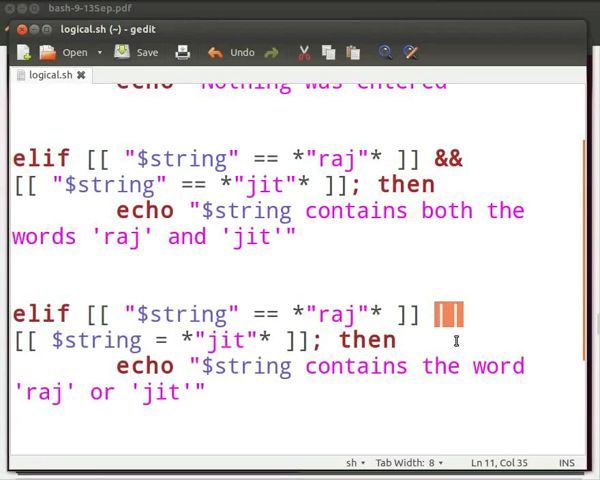 bash-9-13Sep.pdf
logical.sh (~) - gedit
Open Save Undo
logical.sh
echo "Nothing was entered"
elif [[ "$string" == *"raj"* ]] &&
[[ "$string" == *"jit"* ]]; then
echo "$string contains both the
words 'raj' and 'jit'"
elif [[ "$string" == *"raj"* ]] ||
[[ $string = *"jit"* ]]; then
echo "$string contains the word
'raj' or 'jit'"
sh Tab Width: 8 Ln 11, Col 35 INS